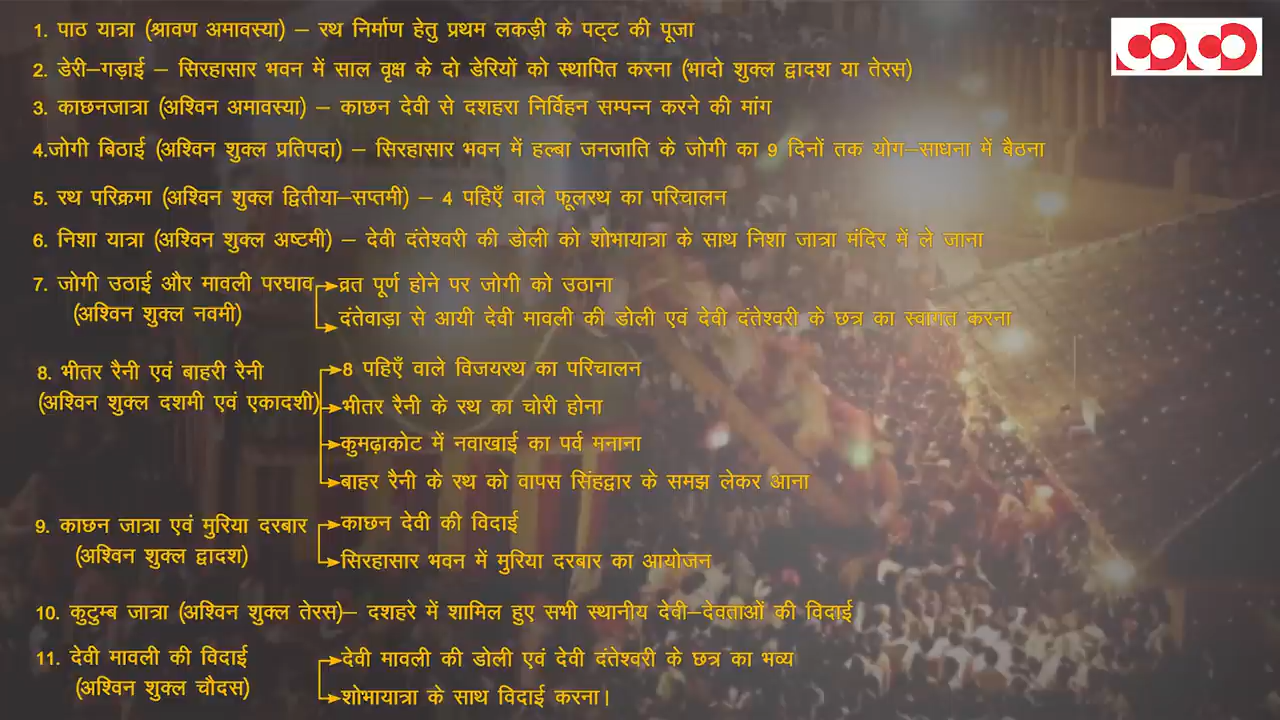 1. पाठ यात्रा (श्रावण अमावस्या) – रथ निर्माण हेतु प्रथम लकड़ी के पट्ट की पूजा
2. डेरी–गड़ाई – सिरहासार भवन में साल वृक्ष के दो डेरियों को स्थापित करना (भादो शुक्ल द्वादश या तेरस)
3. काछनजात्रा (अश्विन अमावस्या) – काछन देवी से दशहरा निर्विहन सम्पन्न करने की मांग
4.जोगी बिठाई (अश्विन शुक्ल प्रतिपदा) – सिरहासार भवन में हल्बा जनजाति के जोगी का 9 दिनों तक योग–साधना में बैठना
5. रथ परिक्रमा (अश्विन शुक्ल द्वितीया–सप्तमी) – 4 पहिएँ वाले फूलरथ का परिचालन
6. निशा यात्रा (अश्विन शुक्ल अष्टमी) – देवी दंतेश्वरी की डोली को शोभायात्रा के साथ निशा जात्रा मंदिर में ले जाना
7. जोगी उठाई और मावली परघाव
(अश्विन शुक्ल नवमी)
व्रत पूर्ण होने पर जोगी को उठाना
दंतेवाड़ा से आयी देवी मावली की डोली एवं देवी दंतेश्वरी के छत्र का स्वागत करना
8. भीतर रैनी एवं बाहरी रैनी
(अश्विन शुक्ल दशमी एवं एकादशी)
8 पहिएँ वाले विजयरथ का परिचालन
भीतर रैनी के रथ का चोरी होना
कुमढ़ाकोट में नवाखाई का पर्व मनाना
बाहर रैनी के रथ को वापस सिंहद्वार के समझ लेकर आना
9. काछन जात्रा एवं मुरिया दरबार
(अश्विन शुक्ल द्वादश)
काछन देवी की विदाई
सिरहासार भवन में मुरिया दरबार का आयोजन
10. कुटुम्ब जात्रा (अश्विन शुक्ल तेरस)– दशहरे में शामिल हुए सभी स्थानीय देवी–देवताओं की विदाई
11. देवी मावली की विदाई
(अश्विन शुक्ल चौदस)
देवी मावली की डोली एवं देवी दंतेश्वरी के छत्र का भव्य
शोभायात्रा के साथ विदाई करना।